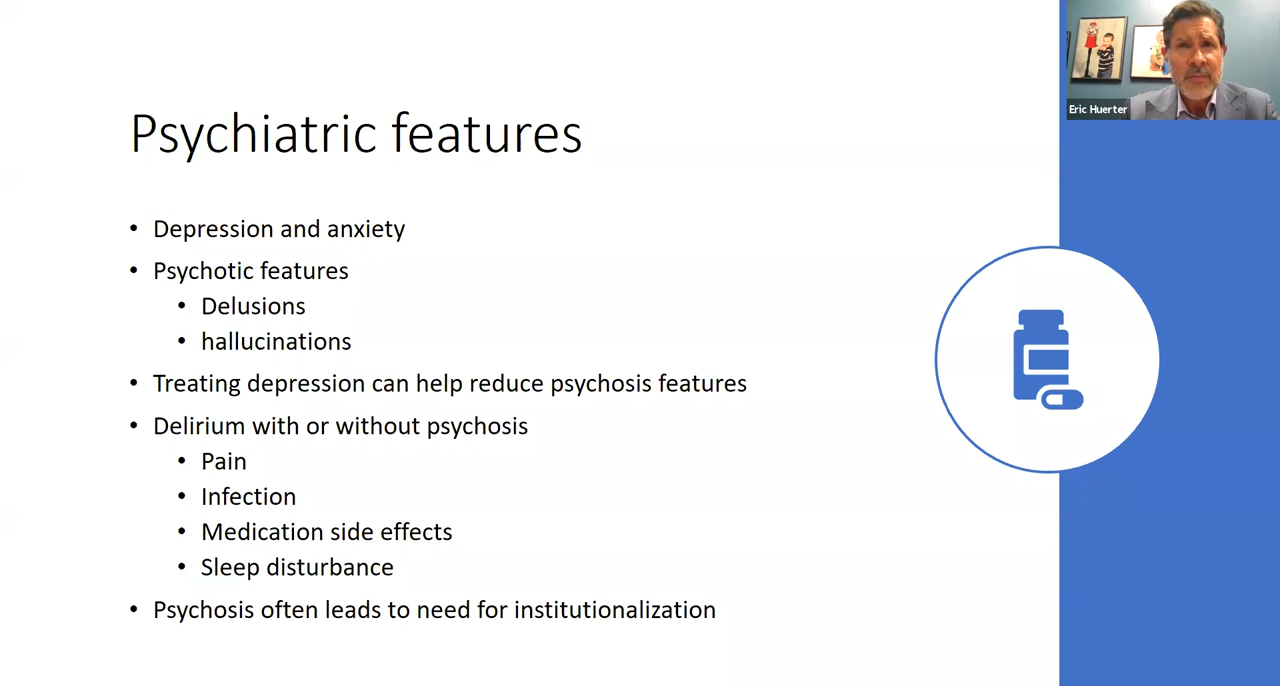 Eric Huerter
Psychiatric features
• Depression and anxiety
• Psychotic features
• Delusions
• hallucinations
• Treating depression can help reduce psychosis features
• Delirium with or without psychosis
• Pain
• Infection
• Medication side effects
• Sleep disturbance
• Psychosis often leads to need for institutionalization